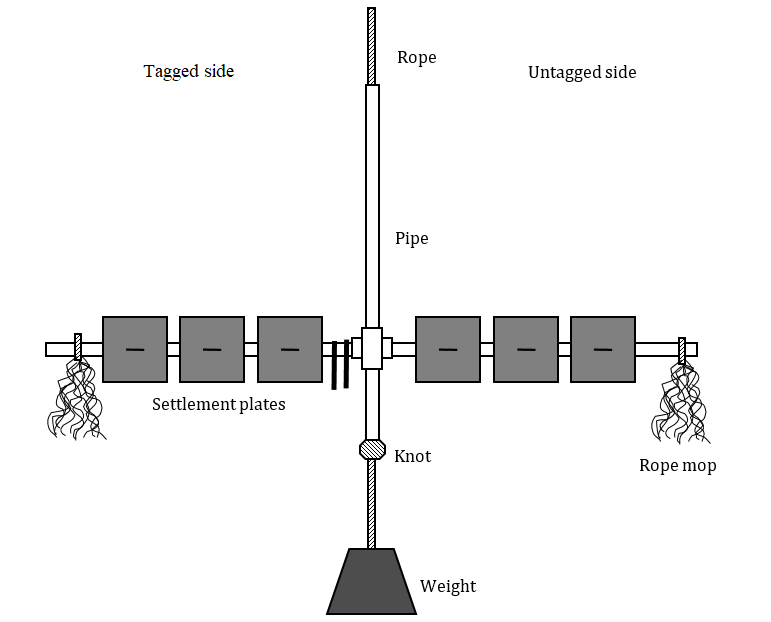 Rope
Tagged side
Untagged side
Pipe
Settlement plates
Knot
Rope mop
Weight